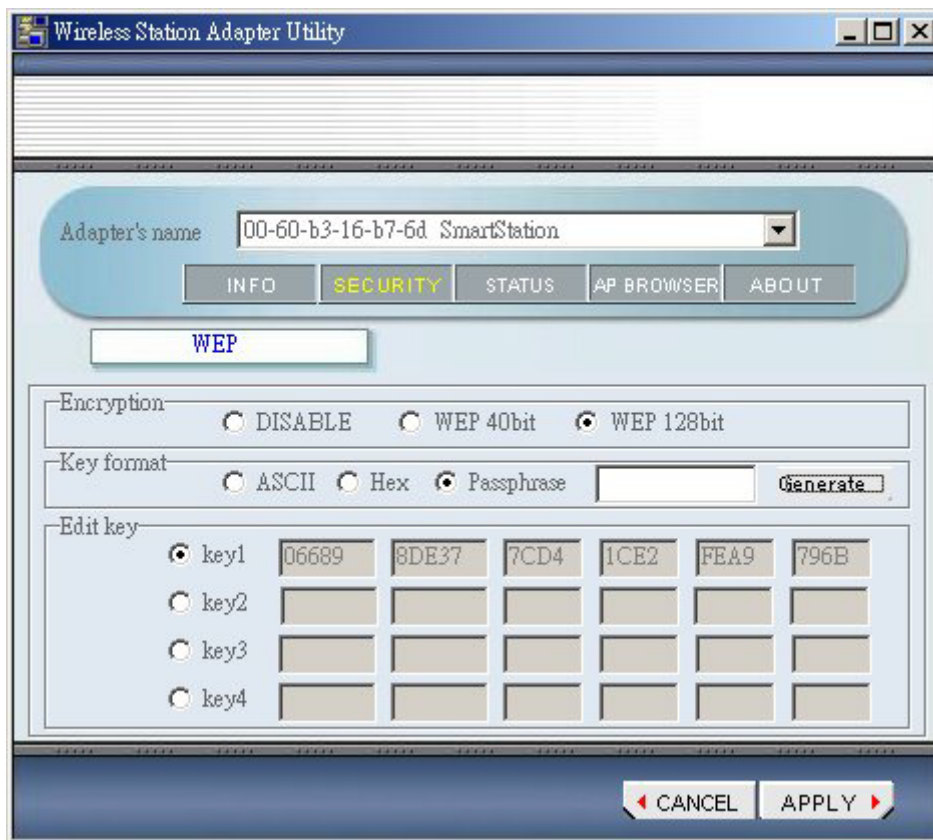 Wireless Station Adapter Utility
Adapter's name 00-60-b3-16-b7-6d SmartStation
INFO SECURITY STATUS AP BROWSER ABOUT
WEP
Encryption
DISABLE WEP 40bit WEP 128bit
Key format
ASCII Hex Passphrase Generate
Edit key
key1 06689 8DE37 7CD4 1CE2 FEA9 796B
key2
key3
key4
CANCEL APPLY